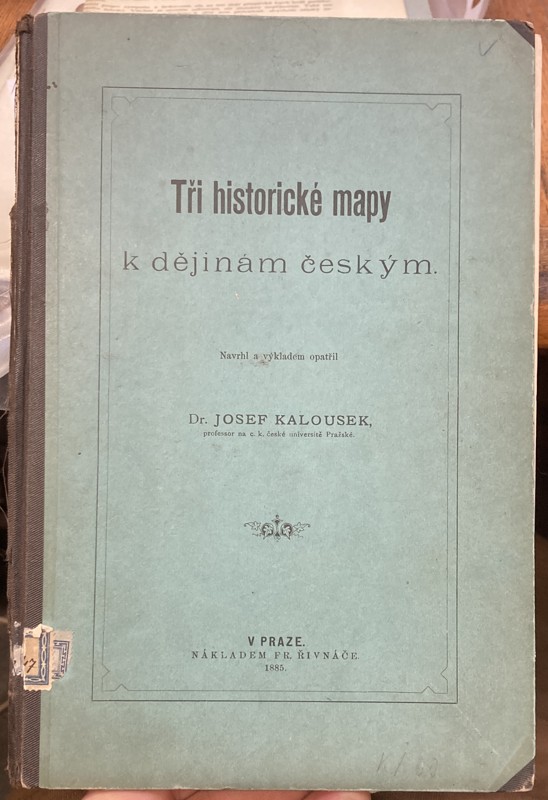 Tři historické mapy
k dějinám českým.
Navrhl a výkladem opatřil
Dr. JOSEF KALOUSEK,
professor na c. k. české universitě Pražské.
V PRAZE.
NÁKLADEM FR. ŘIVNÁČE.
1885.